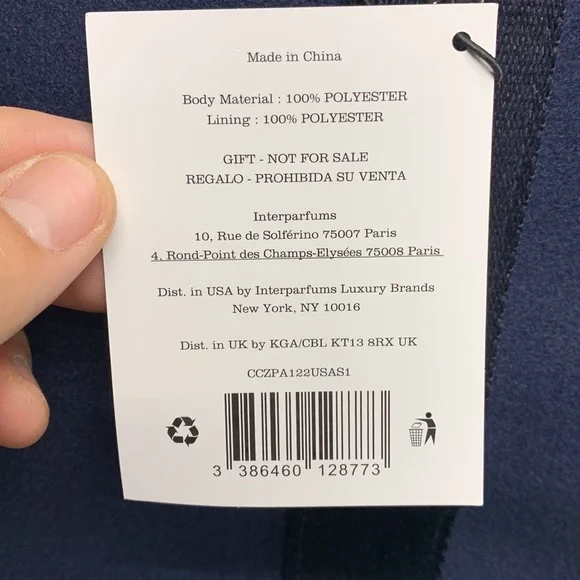 Made in China
Body Material : 100% POLYESTER
Lining : 100% POLYESTER
GIFT - NOT FOR SALE
REGALO - PROHIBIDA SU VENTA
Interparfums
10, Rue de Solférino 75007 Paris
4. Rond-Point des Champs-Elysées 75008 Paris
Dist. in USA by Interparfums Luxury Brands
New York, NY 10016
Dist. in UK by KGA/CBL KT13 8RX UK
CCZPA122USAS1
3 386460 128773